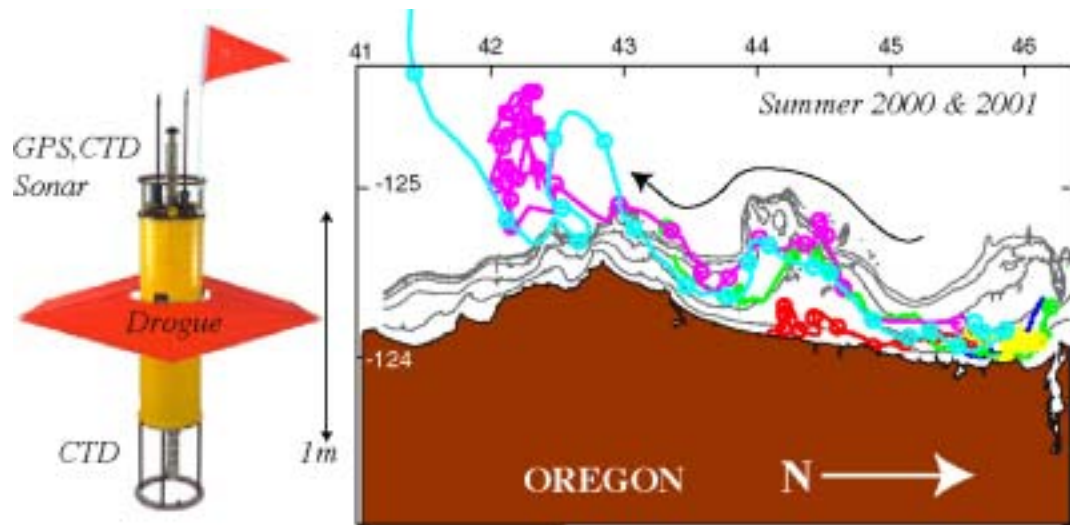 GPS,CTD
Sonar
Drogue
CTD
1m
41
42
43
44
45
46
Summer 2000 & 2001
-125
-124
OREGON
N